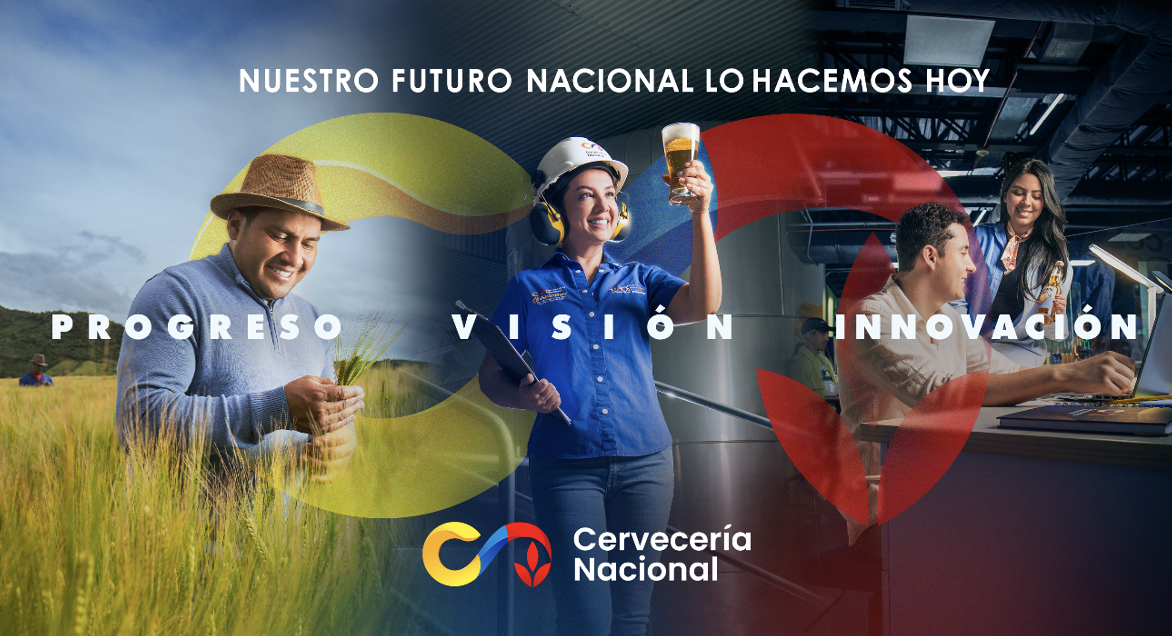 NUESTRO FUTURO NACIONAL LO HACEMOS HOY
PROGRESO VISIÓN INNOVACIÓN
Cervecería
Nacional